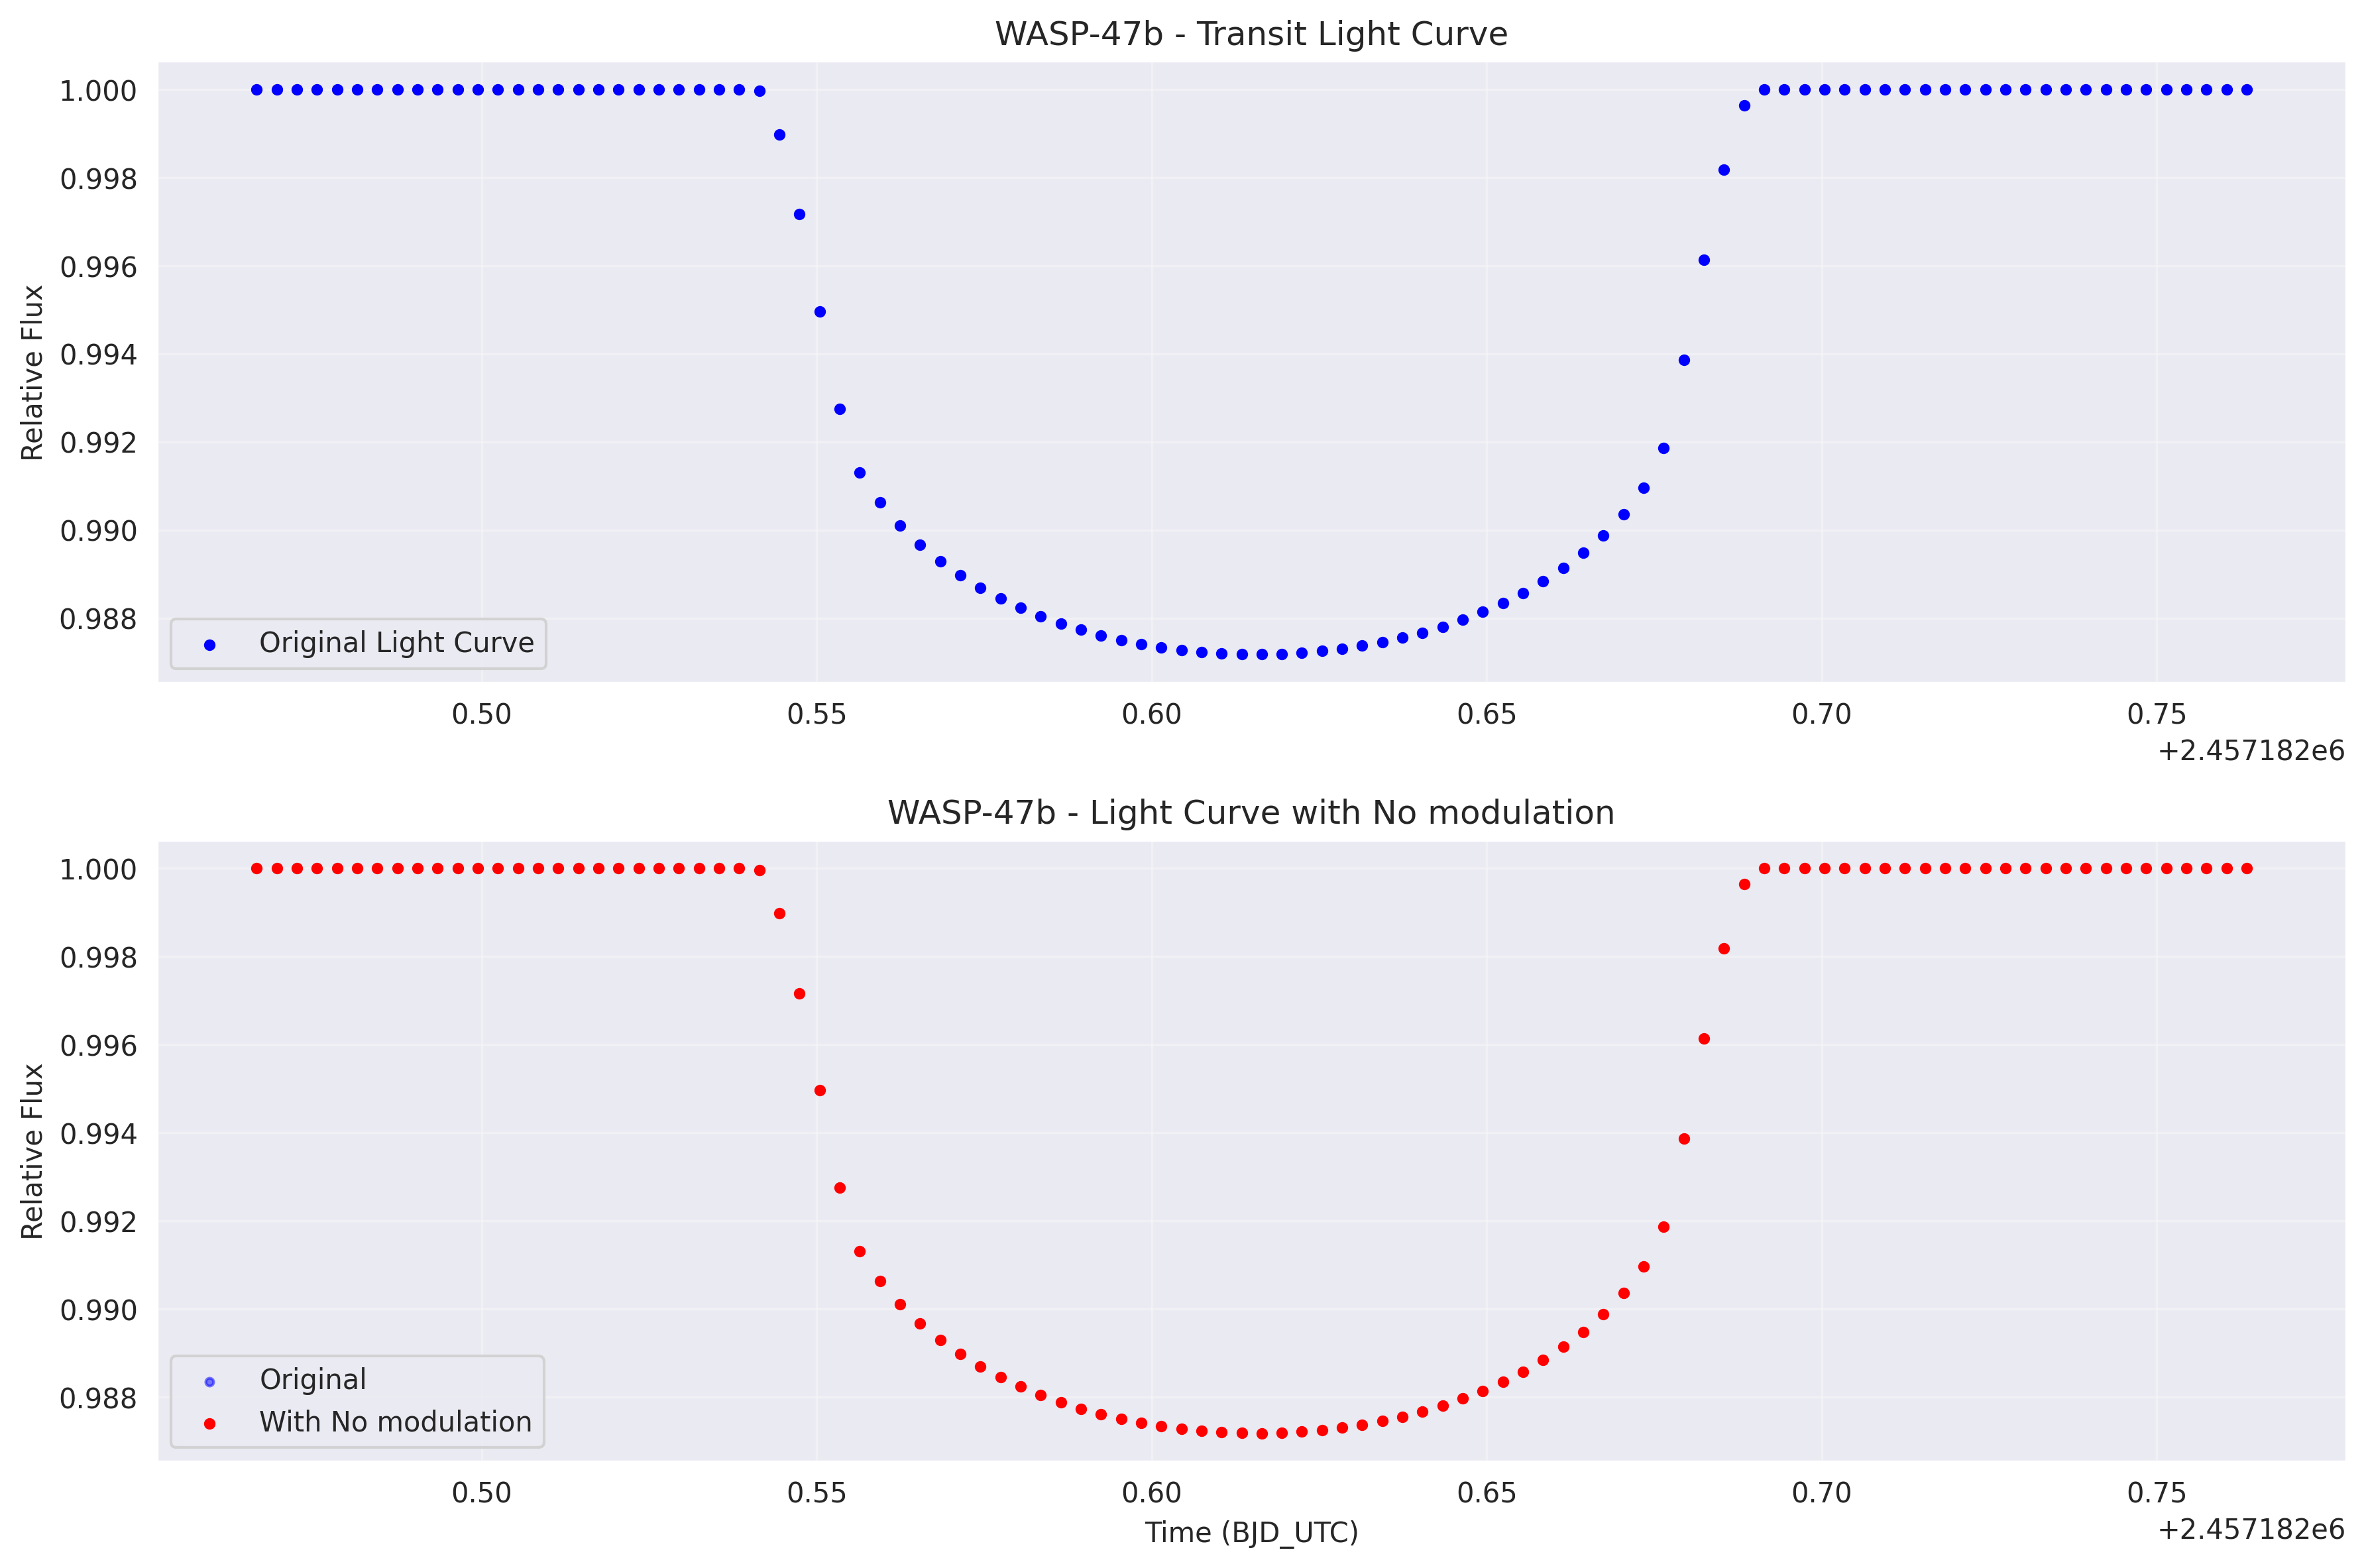 WASP-47b - Transit Light Curve
1.000
0.998
0.996
0.994
0.992
0.990
0.988
Relative Flux
Original Light Curve
0.50 0.55 0.60 0.65 0.70 0.75
+2.457182e6
WASP-47b - Light Curve with No modulation
1.000
0.998
0.996
0.994
0.992
0.990
0.988
Relative Flux
Original
With No modulation
0.50 0.55 0.60 0.65 0.70 0.75
Time (BJD_UTC)
+2.457182e6